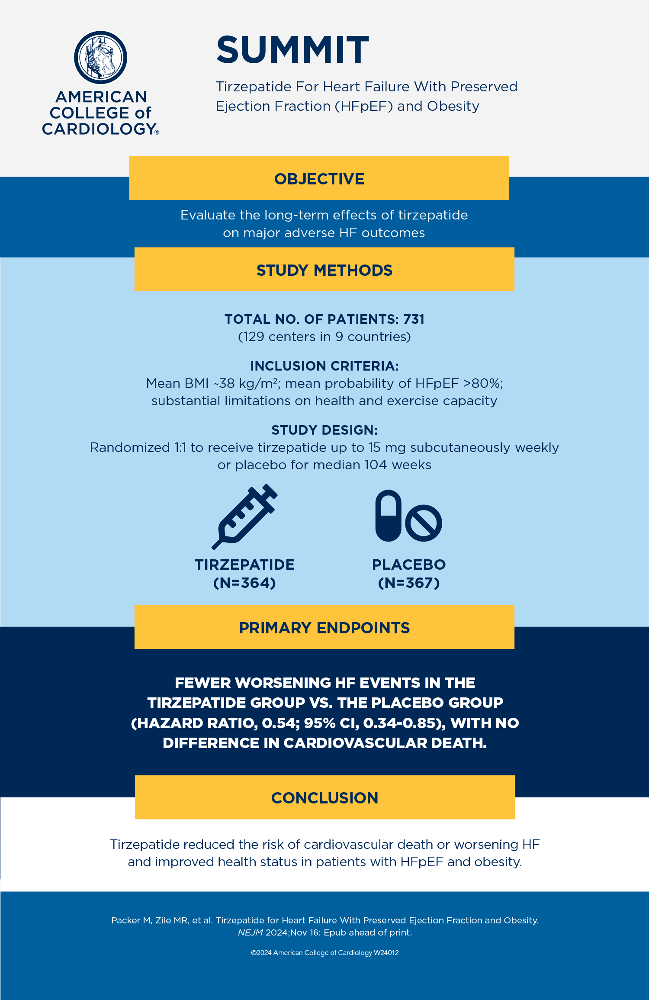 AMERICAN
COLLEGE of
CARDIOLOGY®
SUMMIT
Tirzepatide For Heart Failure With Preserved
Ejection Fraction (HFpEF) and Obesity
OBJECTIVE
Evaluate the long-term effects of tirzepatide
on major adverse HF outcomes
STUDY METHODS
TOTAL NO. OF PATIENTS: 731
(129 centers in 9 countries)
INCLUSION CRITERIA:
Mean BMI ~38 kg/m²; mean probability of HFpEF >80%;
substantial limitations on health and exercise capacity
STUDY DESIGN:
Randomized 1:1 to receive tirzepatide up to 15 mg subcutaneously weekly
or placebo for median 104 weeks
TIRZEPATIDE
(N=364)
PLACEBO
(N=367)
PRIMARY ENDPOINTS
FEWER WORSENING HF EVENTS IN THE
TIRZEPATIDE GROUP VS. THE PLACEBO GROUP
(HAZARD RATIO, 0.54; 95% CI, 0.34-0.85), WITH NO
DIFFERENCE IN CARDIOVASCULAR DEATH.
CONCLUSION
Tirzepatide reduced the risk of cardiovascular death or worsening HF
and improved health status in patients with HFpEF and obesity.
Packer M, Zile MR, et al. Tirzepatide for Heart Failure With Preserved Ejection Fraction and Obesity.
NEJM 2024;Nov 16: Epub ahead of print.
©2024 American College of Cardiology W24012